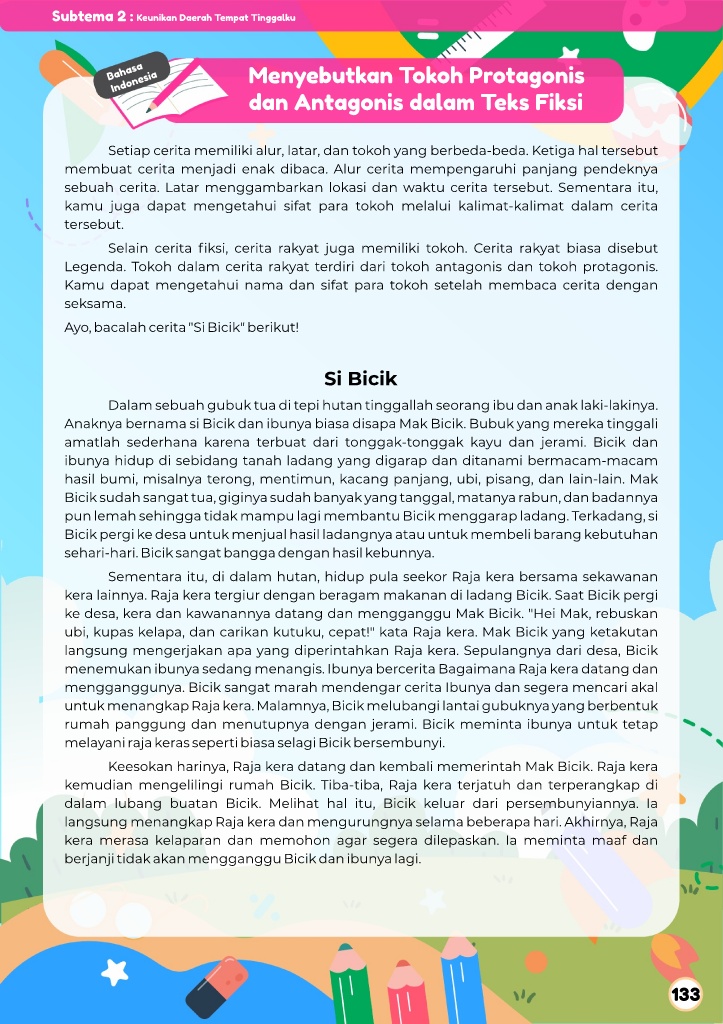 Subtema 2 : Keunikan Daerah Tempat Tinggalku
Bahasa
Indonesia
Menyebutkan Tokoh Protagonis
dan Antagonis dalam Teks Fiksi
Setiap cerita memiliki alur, latar, dan tokoh yang berbeda-beda. Ketiga hal tersebut
membuat cerita menjadi enak dibaca. Alur cerita mempengaruhi panjang pendeknya
sebuah cerita. Latar menggambarkan lokasi dan waktu cerita tersebut. Sementara itu,
kamu juga dapat mengetahui sifat para tokoh melalui kalimat-kalimat dalam cerita
tersebut.
Selain cerita fiksi, cerita rakyat juga memiliki tokoh. Cerita rakyat biasa disebut
Legenda. Tokoh dalam cerita rakyat terdiri dari tokoh antagonis dan tokoh protagonis.
Kamu dapat mengetahui nama dan sifat para tokoh setelah membaca cerita dengan
seksama.
Ayo, bacalah cerita "Si Bicik" berikut!
Si Bicik
Dalam sebuah gubuk tua di tepi hutan tinggallah seorang ibu dan anak laki-lakinya.
Anaknya bernama si Bicik dan ibunya biasa disapa Mak Bicik. Bubuk yang mereka tinggali
amatlah sederhana karena terbuat dari tonggak-tonggak kayu dan jerami. Bicik dan
ibunya hidup di sebidang tanah ladang yang digarap dan ditanami bermacam-macam
hasil bumi, misalnya terong, mentimun, kacang panjang, ubi, pisang, dan lain-lain. Mak
Bicik sudah sangat tua, giginya sudah banyak yang tanggal, matanya rabun, dan badannya
pun lemah sehingga tidak mampu lagi membantu Bicik menggarap ladang. Terkadang, si
Bicik pergi ke desa untuk menjual hasil ladangnya atau untuk membeli barang kebutuhan
sehari-hari. Bicik sangat bangga dengan hasil kebunnya.
Sementara itu, di dalam hutan, hidup pula seekor Raja kera bersama sekawanan
kera lainnya. Raja kera tergiur dengan beragam makanan di ladang Bicik. Saat Bicik pergi
ke desa, kera dan kawanannya datang dan mengganggu Mak Bicik. "Hei Mak, rebuskan
ubi, kupas kelapa, dan carikan kutuku, cepat!" kata Raja kera. Mak Bicik yang ketakutan
langsung mengerjakan apa yang diperintahkan Raja kera. Sepulangnya dari desa, Bicik
menemukan ibunya sedang menangis. Ibunya bercerita Bagaimana Raja kera datang dan
mengganggunya. Bicik sangat marah mendengar cerita Ibunya dan segera mencari akal
untuk menangkap Raja kera. Malamnya, Bicik melubangi lantai gubuknya yang berbentuk
rumah panggung dan menutupnya dengan jerami. Bicik meminta ibunya untuk tetap
melayani raja keras seperti biasa selagi Bicik bersembunyi.
Keesokan harinya, Raja kera datang dan kembali memerintah Mak Bicik. Raja kera
kemudian mengelilingi rumah Bicik. Tiba-tiba, Raja kera terjatuh dan terperangkap di
dalam lubang buatan Bicik. Melihat hal itu, Bicik keluar dari persembunyiannya. Ia
langsung menangkap Raja kera dan mengurungnya selama beberapa hari. Akhirnya, Raja
kera merasa kelaparan dan memohon agar segera dilepaskan. Ia meminta maaf dan
berjanji tidak akan mengganggu Bicik dan ibunya lagi.
133